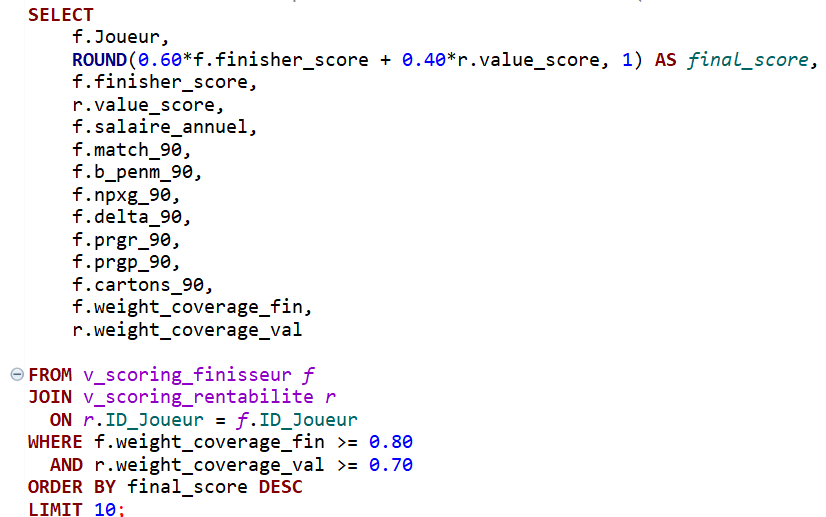 SELECT
f.Joueur,
ROUND(0.60*f.finisher_score + 0.40*r.value_score, 1) AS final_score,
f.finisher_score,
r.value_score,
f.salaire_annuel,
f.match_90,
f.b_penm_90,
f.npxg_90,
f.delta_90,
f.prgr_90,
f.prgp_90,
f.cartons_90,
f.weight_coverage_fin,
r.weight_coverage_val
FROM v_scoring_finisseur f
JOIN v_scoring_rentabilite r
ON r.ID_Joueur = f.ID_Joueur
WHERE f.weight_coverage_fin >= 0.80
AND r.weight_coverage_val >= 0.70
ORDER BY final_score DESC
LIMIT 10;